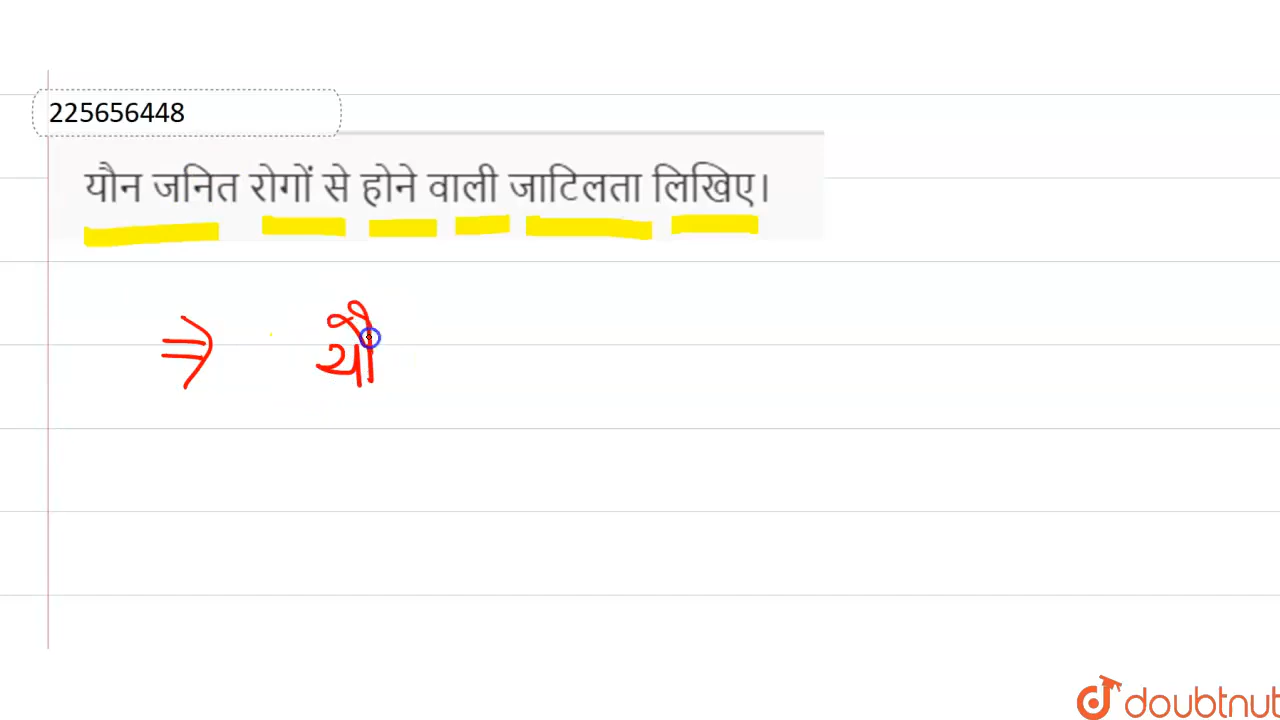 225656448
यौन जनित रोगों से होने वाली जाटिलता लिखिए।
⇒ यौ
doubtnut